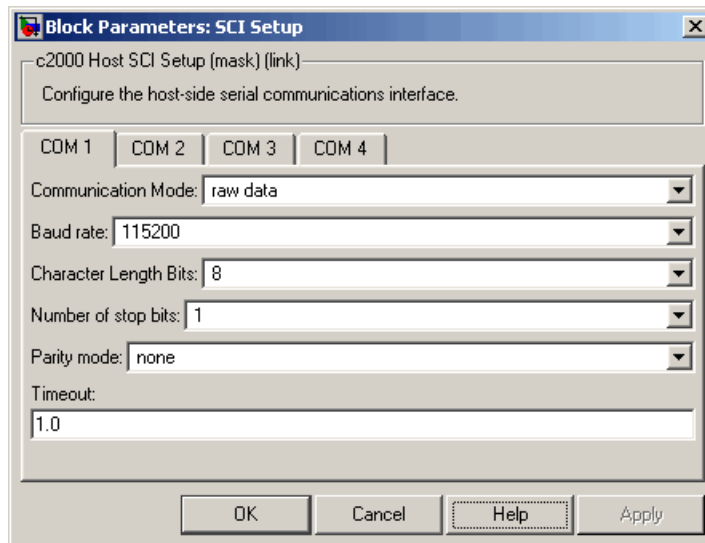 Block Parameters: SCI Setup
c2000 Host SCI Setup (mask) (link)
Configure the host-side serial communications interface.
COM 1 COM 2 COM 3 COM 4
Communication Mode: raw data
Baud rate: 115200
Character Length Bits: 8
Number of stop bits: 1
Parity mode: none
Timeout:
1.0
OK Cancel Help Apply